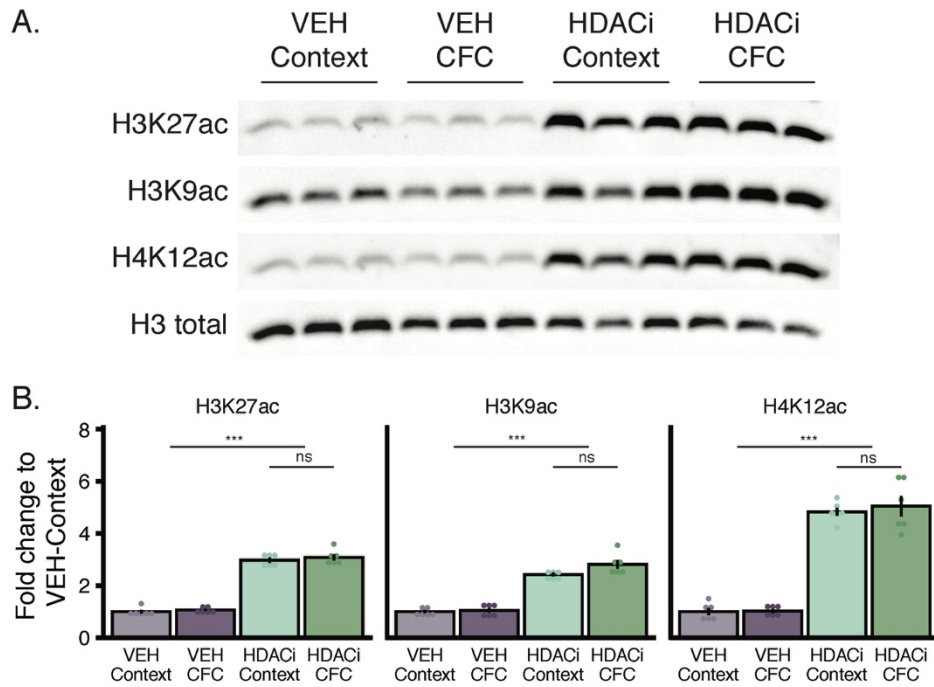 A.
VEH Context VEH CFC HDACi Context HDACi CFC
H3K27ac
H3K9ac
H4K12ac
H3 total
B.
H3K27ac H3K9ac H4K12ac
Fold change to
VEH-Context
8
6
4
2
0
*** ns *** ns *** ns
VEH Context VEH CFC HDACi Context HDACi CFC VEH Context VEH CFC HDACi Context HDACi CFC VEH Context VEH CFC HDACi Context HDACi CFC